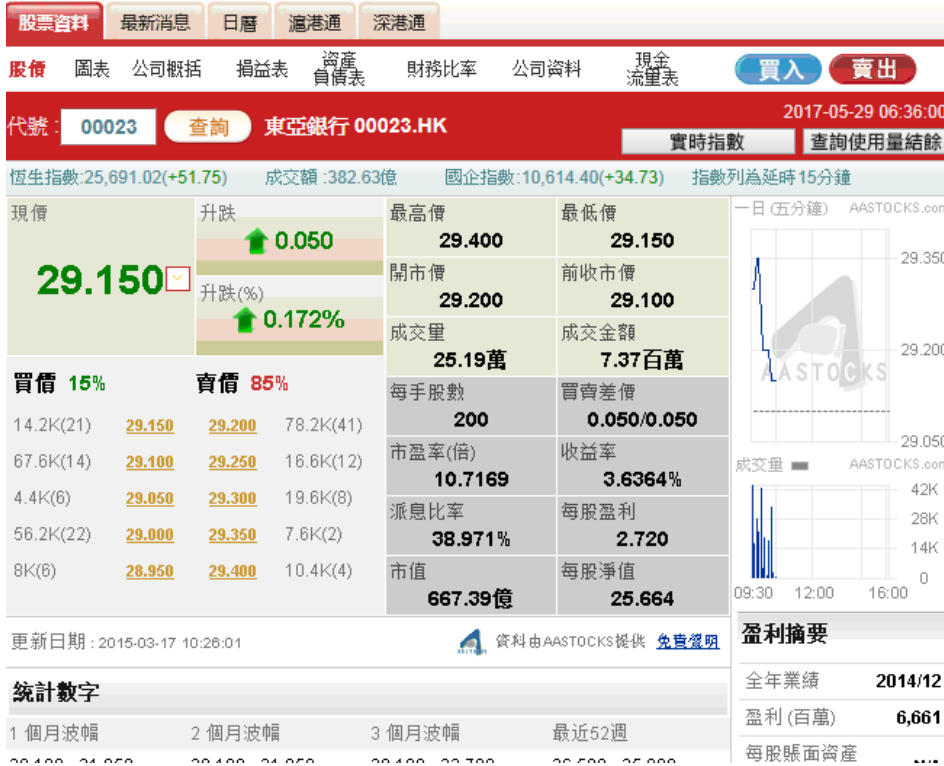 股票資料 最新消息 日曆 滬港通 深港通
股價 圖表 公司概括 損益表 資產負債表 財務比率 公司資料 現金流量表 買入 賣出
2017-05-29 06:36:00
代號: 00023 查詢 東亞銀行 00023.HK
實時指數 查詢使用量結餘
恆生指數:25,691.02(+51.75) 成交額:382.63億 國企指數:10,614.40(+34.73) 指數列為延時15分鐘
現價 升跌 最高價 最低價 一日(五分鐘) AASTOCKS.com
29.150 0.050 29.400 29.150
升跌(%) 開市價 前收市價 29.350
0.172% 29.200 29.100
成交量 成交金額
25.19萬 7.37百萬 29.200
AASTOCKS
買價 15% 賣價 85% 每手股數 買賣差價
14.2K(21) 29.150 29.200 78.2K(41) 200 0.050/0.050
29.050
67.6K(14) 29.100 29.250 16.6K(12) 市盈率(倍) 收益率 成交量 AASTOCKS.com
10.7169 3.6364%
42K
4.4K(6) 29.050 29.300 19.6K(8) 派息比率 每股盈利
28K
56.2K(22) 29.000 29.350 7.6K(2) 38.971% 2.720
14K
8K(6) 28.950 29.400 10.4K(4) 市值 每股淨值
0
667.39億 25.664
09:30 12:00 16:00
更新日期:2015-03-17 10:26:01 資料由AASTOCKS提供 免責聲明
盈利摘要
統計數字
全年業績 2014/12
1 個月波幅 2 個月波幅 3 個月波幅 最近52週
盈利(百萬) 6,661
每股賬面資產